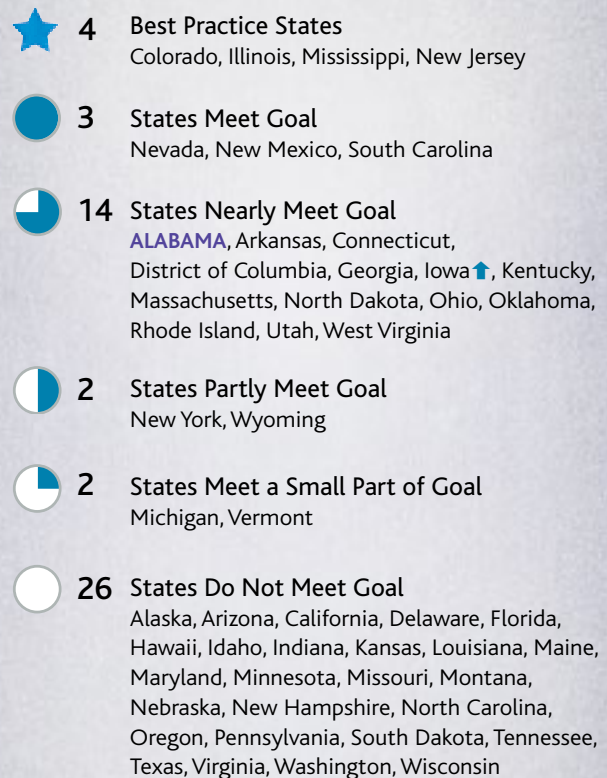 4 Best Practice States
Colorado, Illinois, Mississippi, New Jersey
3 States Meet Goal
Nevada, New Mexico, South Carolina
14 States Nearly Meet Goal
ALABAMA, Arkansas, Connecticut,
District of Columbia, Georgia, Iowa⬆, Kentucky,
Massachusetts, North Dakota, Ohio, Oklahoma,
Rhode Island, Utah, West Virginia
2 States Partly Meet Goal
New York, Wyoming
2 States Meet a Small Part of Goal
Michigan, Vermont
26 States Do Not Meet Goal
Alaska, Arizona, California, Delaware, Florida,
Hawaii, Idaho, Indiana, Kansas, Louisiana, Maine,
Maryland, Minnesota, Missouri, Montana,
Nebraska, New Hampshire, North Carolina,
Oregon, Pennsylvania, South Dakota, Tennessee,
Texas, Virginia, Washington, Wisconsin